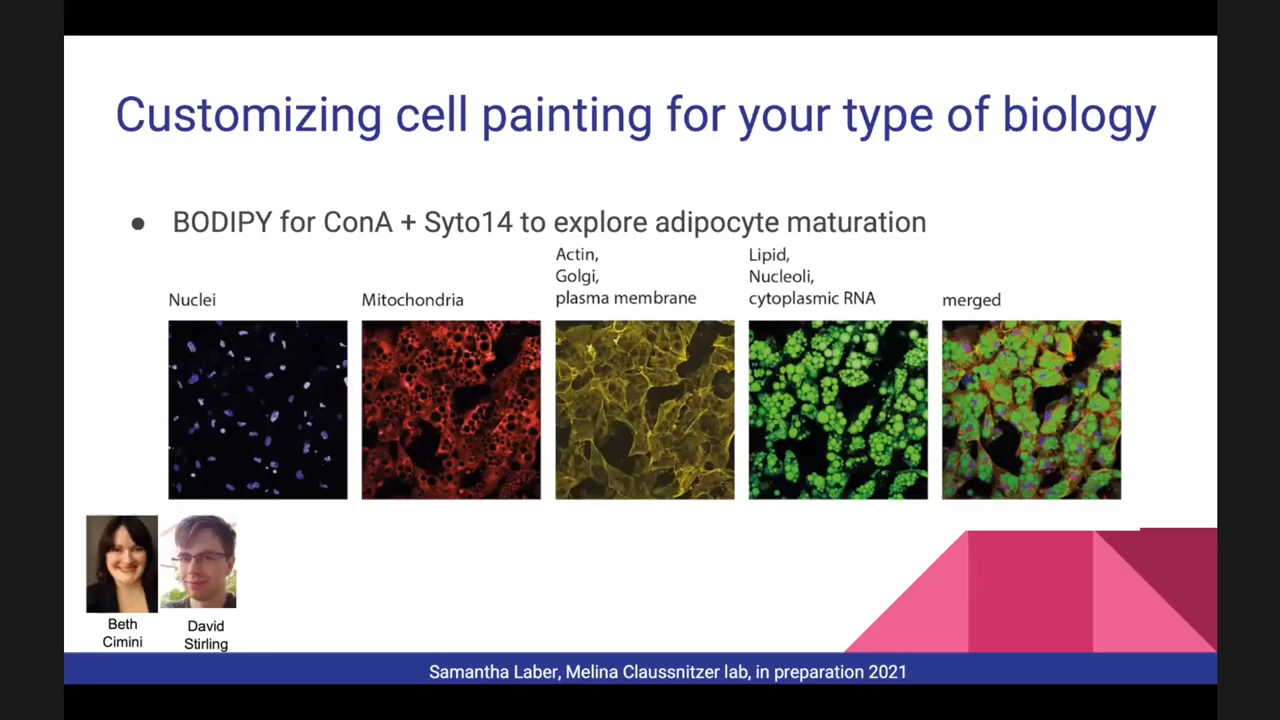 Customizing cell painting for your type of biology
● BODIPY for ConA + Syto14 to explore adipocyte maturation
Nuclei
Mitochondria
Actin,
Golgi,
plasma membrane
Lipid,
Nucleoli,
cytoplasmic RNA
merged
Beth
Cimini
David
Stirling
Samantha Laber, Melina Claussnitzer lab, in preparation 2021